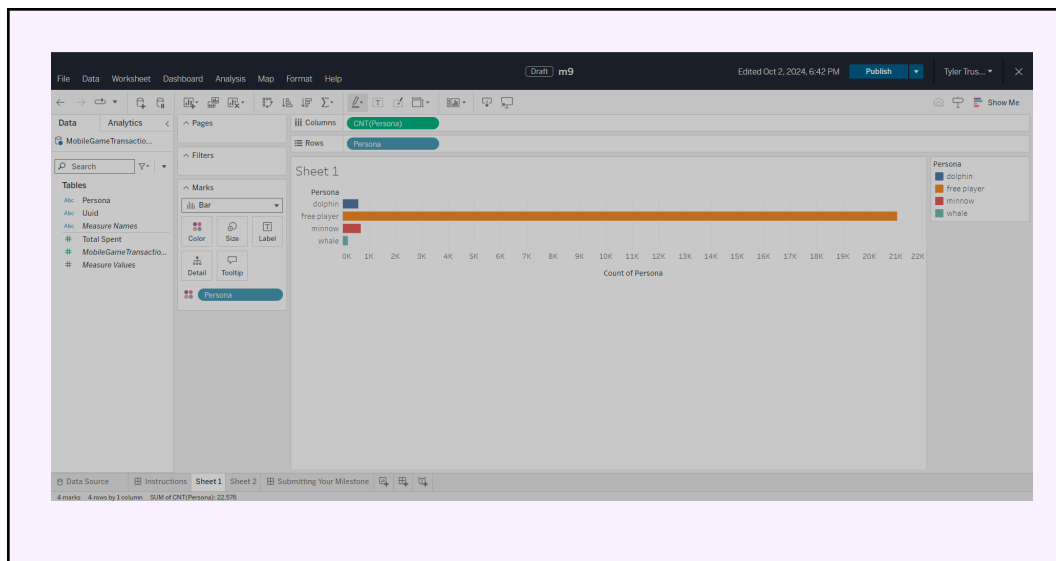 Draft m9
Edited Oct 2, 2024, 6:42 PM
Publish
Tyler Trus...
File Data Worksheet Dashboard Analysis Map Format Help
Show Me
Data Analytics
Pages
Columns CNT(Persona)
MobileGameTransactio...
Rows Persona
Search
Filters
Sheet 1
Tables
Abc Persona
Abc Uuid
Abc Measure Names
# Total Spent
# MobileGameTransactio...
# Measure Values
Marks
Bar
Color Size Label
Detail Tooltip
Persona
Persona
dolphin
free player
minnow
whale
0K 1K 2K 3K 4K 5K 6K 7K 8K 9K 10K 11K 12K 13K 14K 15K 16K 17K 18K 19K 20K 21K 22K
Count of Persona
Persona
dolphin
free player
minnow
whale
Data Source Instructions Sheet 1 Sheet 2 Submitting Your Milestone
4 marks 4 rows by 1 column SUM of CNT(Persona): 22,576